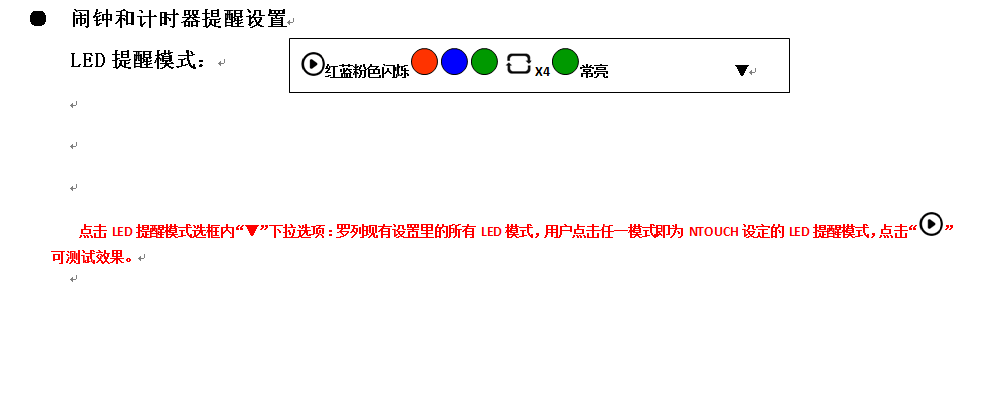 ● 闹钟和计时器提醒设置
LED 提醒模式：
红蓝粉色闪烁 X4 常亮 ▼
点击 LED 提醒模式选框内“▼”下拉选项：罗列现有设置里的所有 LED 模式，用户点击任一模式即为 NTOUCH 设定的 LED 提醒模式，点击“ ”
可测试效果。